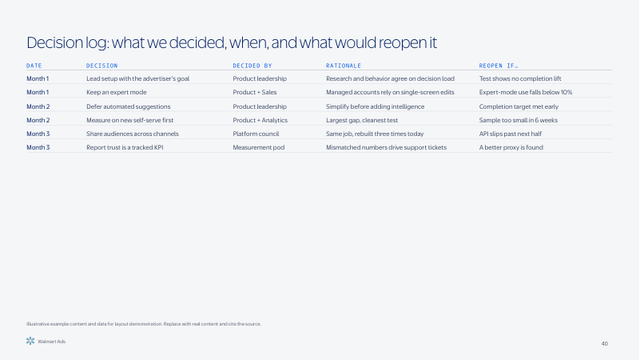 Decision log: what we decided, when, and what would reopen it
DATE DECISION DECIDED BY RATIONALE REOPEN IF…
Month 1 Lead setup with the advertiser's goal Product leadership Research and behavior agree on decision load Test shows no completion lift
Month 1 Keep an expert mode Product + Sales Managed accounts rely on single-screen edits Expert-mode use falls below 10%
Month 2 Defer automated suggestions Product leadership Simplify before adding intelligence Completion target met early
Month 2 Measure on new self-serve first Product + Analytics Largest gap, cleanest test Sample too small in 6 weeks
Month 3 Share audiences across channels Platform council Same job, rebuilt three times today API slips past next half
Month 3 Report trust is a tracked KPI Measurement pod Mismatched numbers drive support tickets A better proxy is found
Illustrative example content and data for layout demonstration. Replace with real content and cite the source.
Walmart Ads 40